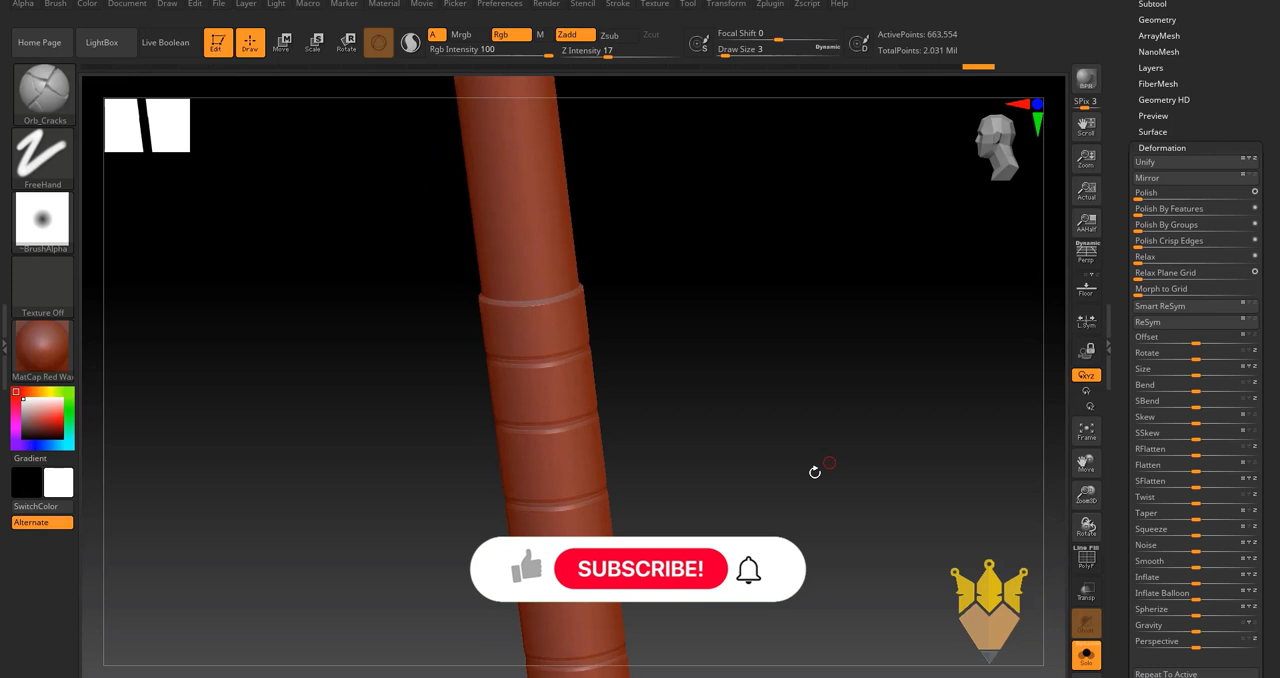 Alpha Brush Color Document Draw Edit File Layer Light Macro Marker Material Movie Picker Preferences Render Stencil Stroke Texture Tool Transform Zplugin Zscript Help
Home Page
LightBox
Live Boolean
Edit
Draw
Move
Scale
Rotate
A
Mrgb
Rgb
M
Rgb Intensity 100
Zadd
Zsub
Z Intensity 17
S
Focal Shift 0
Draw Size 3
Dynamic
D
ActivePoints: 663,554
TotalPoints: 2.031 Mil
Orb_Cracks
FreeHand
~BrushAlpha
Texture Off
MatCap Red Wax
Gradient
SwitchColor
Alternate
SUBSCRIBE!
BPR
SPix 3
Scroll
Zoom
Actual
AAHalf
Dynamic
Persp
Floor
L.Sym
XYZ
Frame
Move
Zoom3D
Rotate
Line Fill
PolyF
Transp
Solo
Subtool
Geometry
ArrayMesh
NanoMesh
Layers
FiberMesh
Geometry HD
Preview
Surface
Deformation
Unify
Mirror
Polish
Polish By Features
Polish By Groups
Polish Crisp Edges
Relax
Relax Plane Grid
Morph to Grid
Smart ReSym
ReSym
Offset
Rotate
Size
Bend
SBend
Skew
SSkew
RFlatten
Flatten
SFlatten
Twist
Taper
Squeeze
Noise
Smooth
Inflate
Inflate Balloon
Spherize
Gravity
Perspective
Repeat To Active